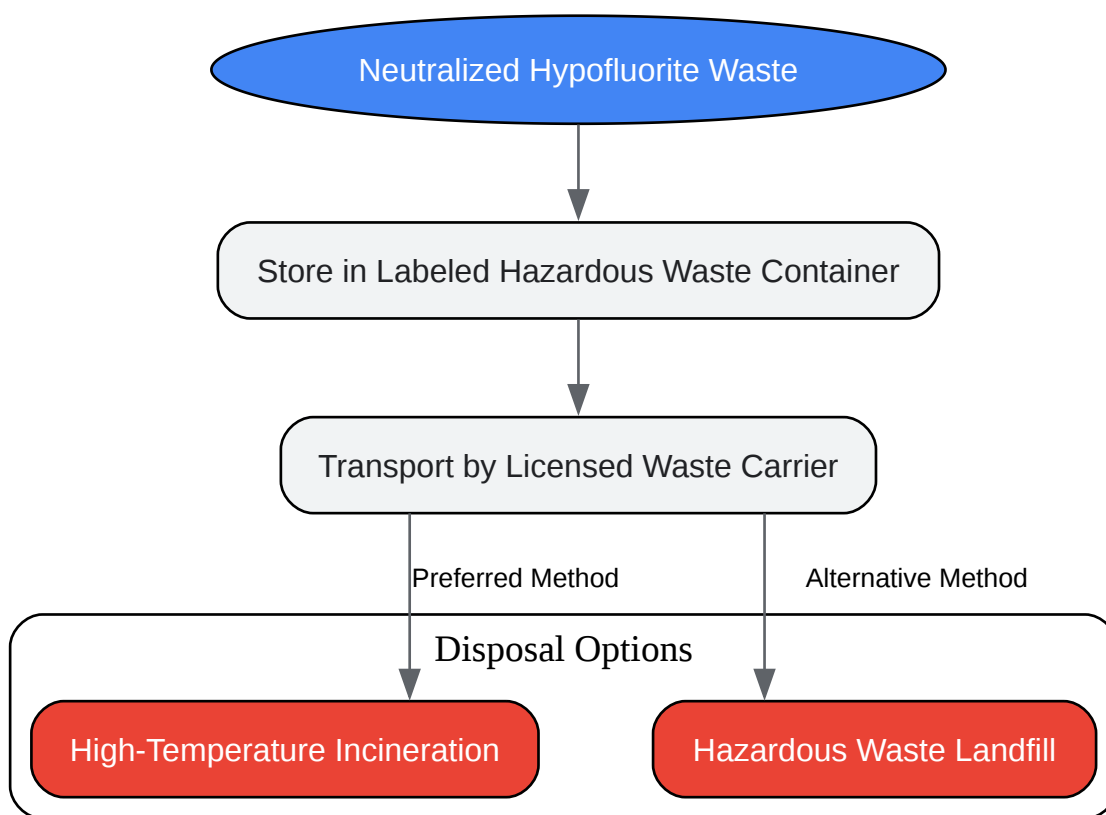 Neutralized Hypofluorite Waste
Store in Labeled Hazardous Waste Container
Transport by Licensed Waste Carrier
Preferred Method
Alternative Method
Disposal Options
High-Temperature Incineration
Hazardous Waste Landfill